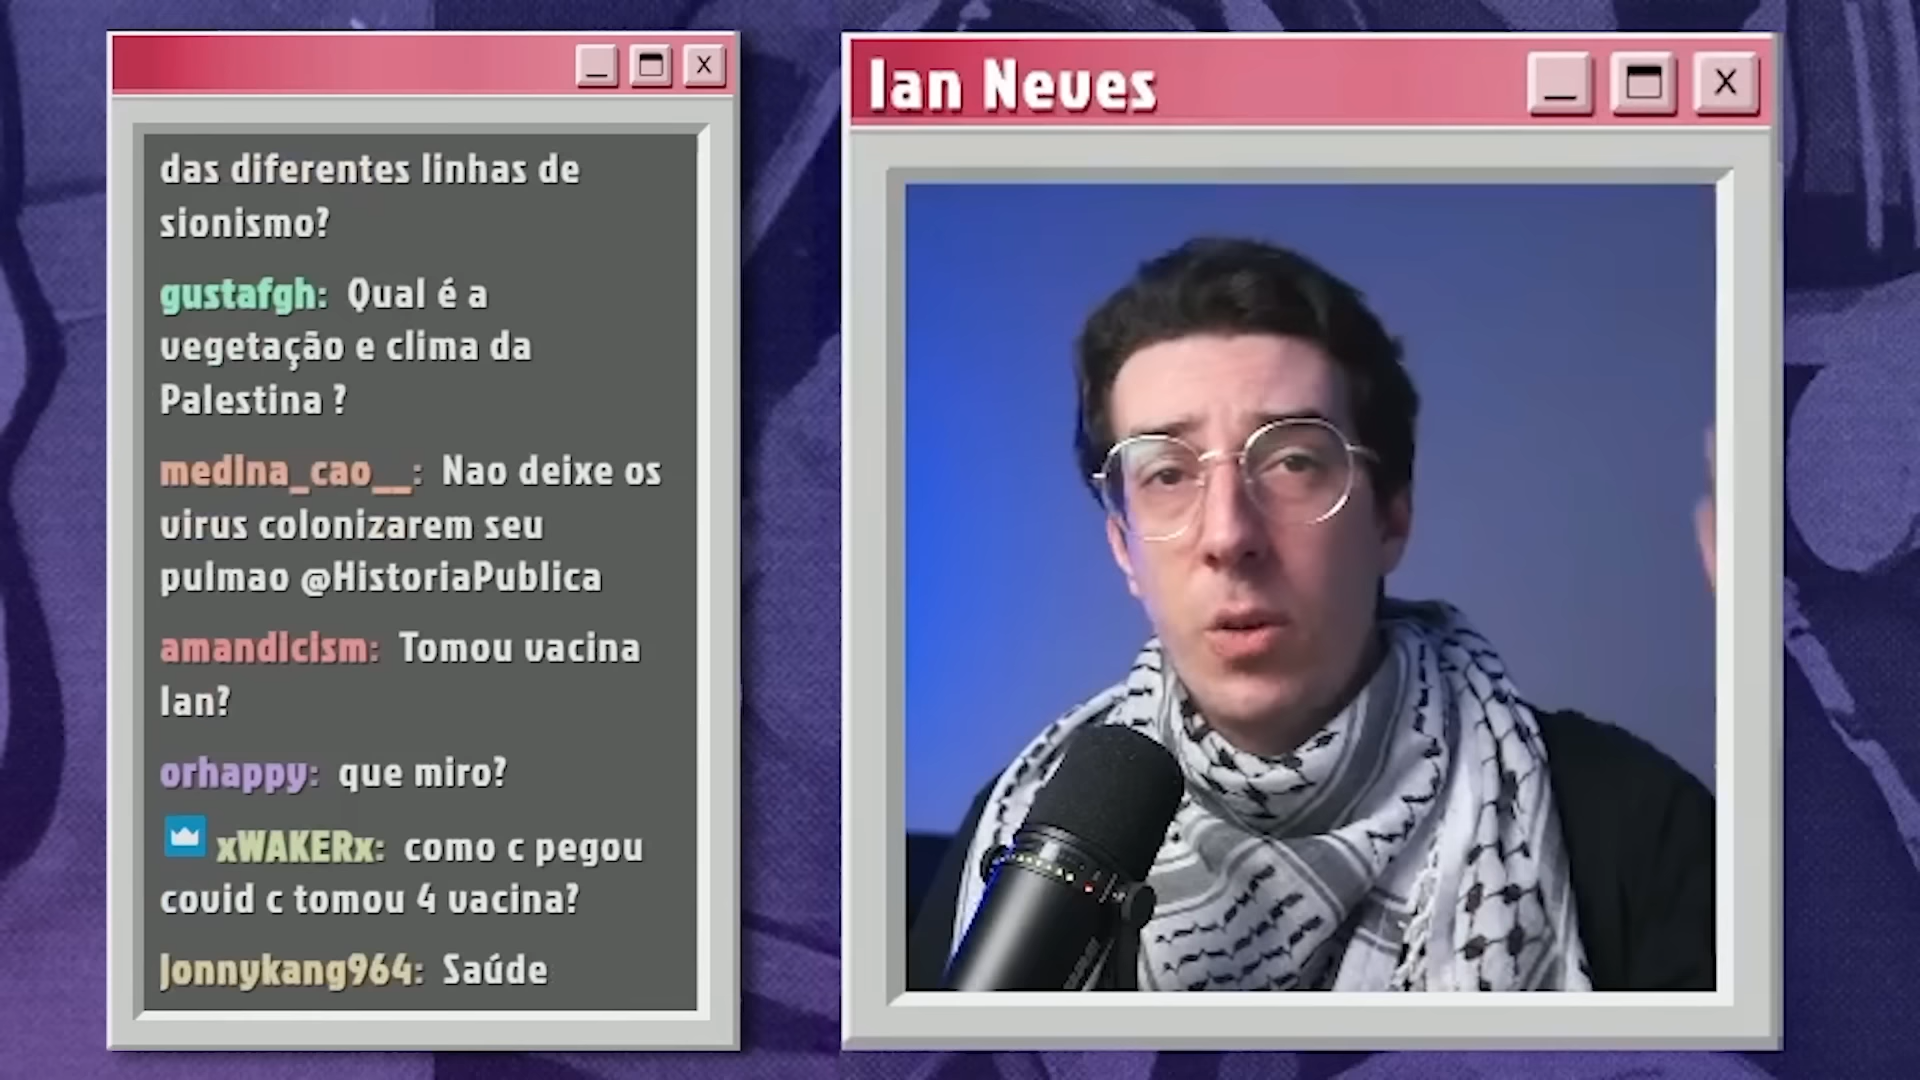 das diferentes linhas de
sionismo?
gustafgh: Qual é a
vegetação e clima da
Palestina ?
medIna_cao__: Nao deixe os
virus colonizarem seu
pulmao @HistoriaPublica
amandicism: Tomou vacina
Ian?
orhappy: que miro?
xWAKERx: como c pegou
covid c tomou 4 vacina?
Jonnykang964: Saúde
Ian Neves